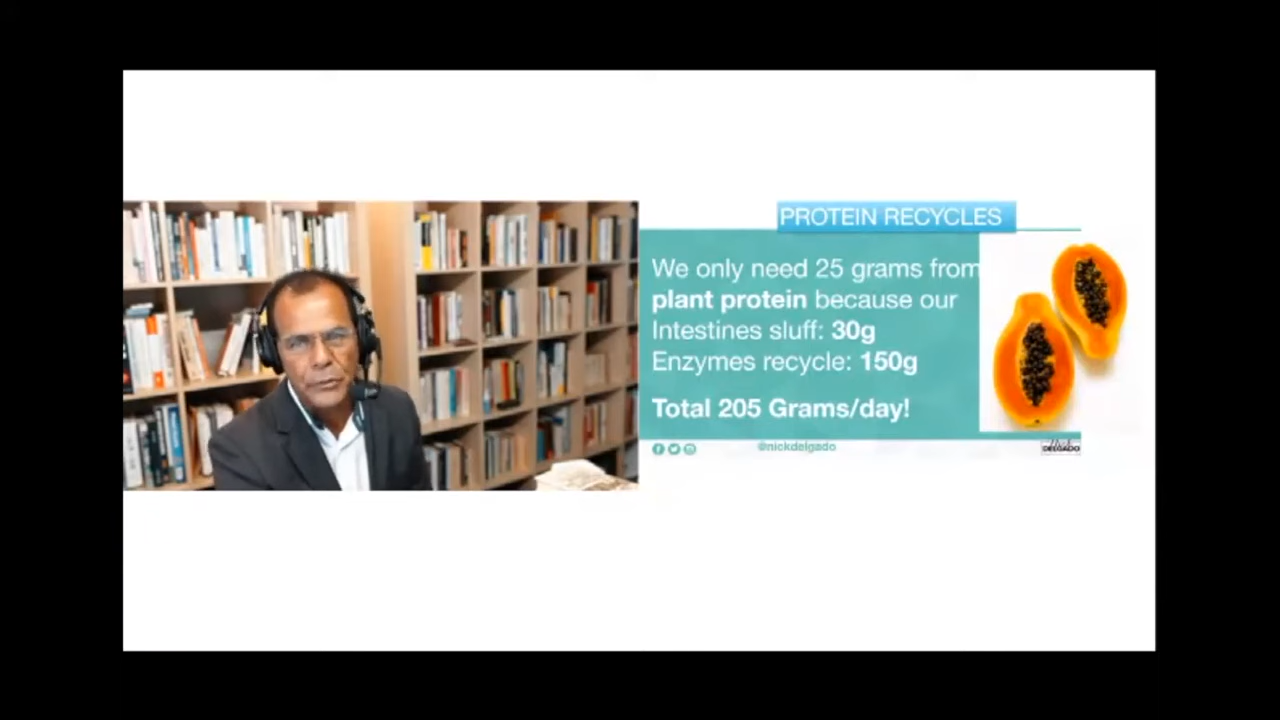 PROTEIN RECYCLES
We only need 25 grams from
plant protein because our
Intestines sluff: 30g
Enzymes recycle: 150g
Total 205 Grams/day!
@nickdelgado
DELGADO